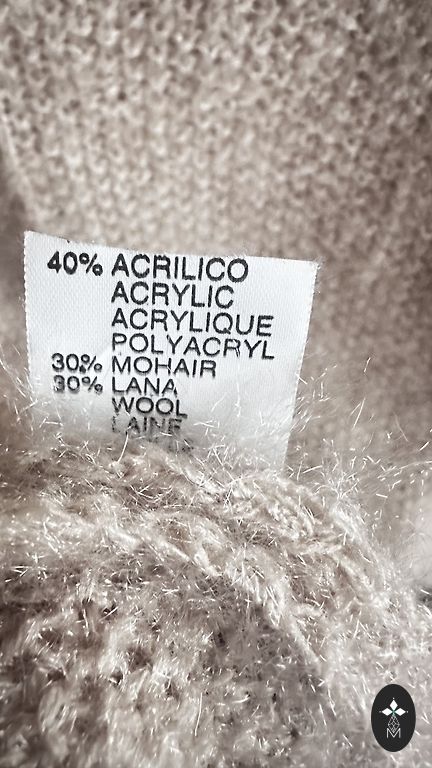 40% ACRILICO
ACRYLIC
ACRYLIQUE
POLYACRYL
30% MOHAIR
30% LANA
WOOL
LAINE
M